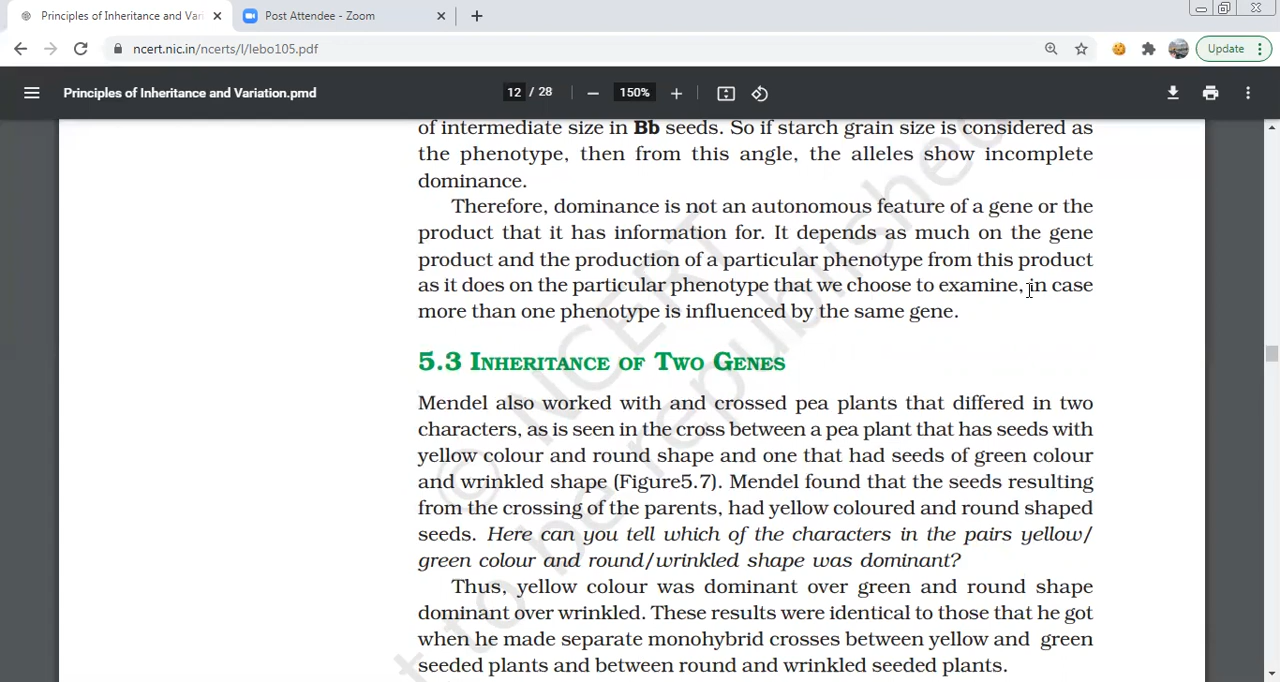 Principles of Inheritance and Vari
Post Attendee - Zoom
ncert.nic.in/ncerts/l/lebo105.pdf
Update
Principles of Inheritance and Variation.pmd
12 / 28
150%
of intermediate size in Bb seeds. So if starch grain size is considered as
the phenotype, then from this angle, the alleles show incomplete
dominance.
Therefore, dominance is not an autonomous feature of a gene or the
product that it has information for. It depends as much on the gene
product and the production of a particular phenotype from this product
as it does on the particular phenotype that we choose to examine, in case
more than one phenotype is influenced by the same gene.
5.3 Inheritance of Two Genes
Mendel also worked with and crossed pea plants that differed in two
characters, as is seen in the cross between a pea plant that has seeds with
yellow colour and round shape and one that had seeds of green colour
and wrinkled shape (Figure5.7). Mendel found that the seeds resulting
from the crossing of the parents, had yellow coloured and round shaped
seeds. Here can you tell which of the characters in the pairs yellow/
green colour and round/wrinkled shape was dominant?
Thus, yellow colour was dominant over green and round shape
dominant over wrinkled. These results were identical to those that he got
when he made separate monohybrid crosses between yellow and green
seeded plants and between round and wrinkled seeded plants.
© NCERT
to be republished